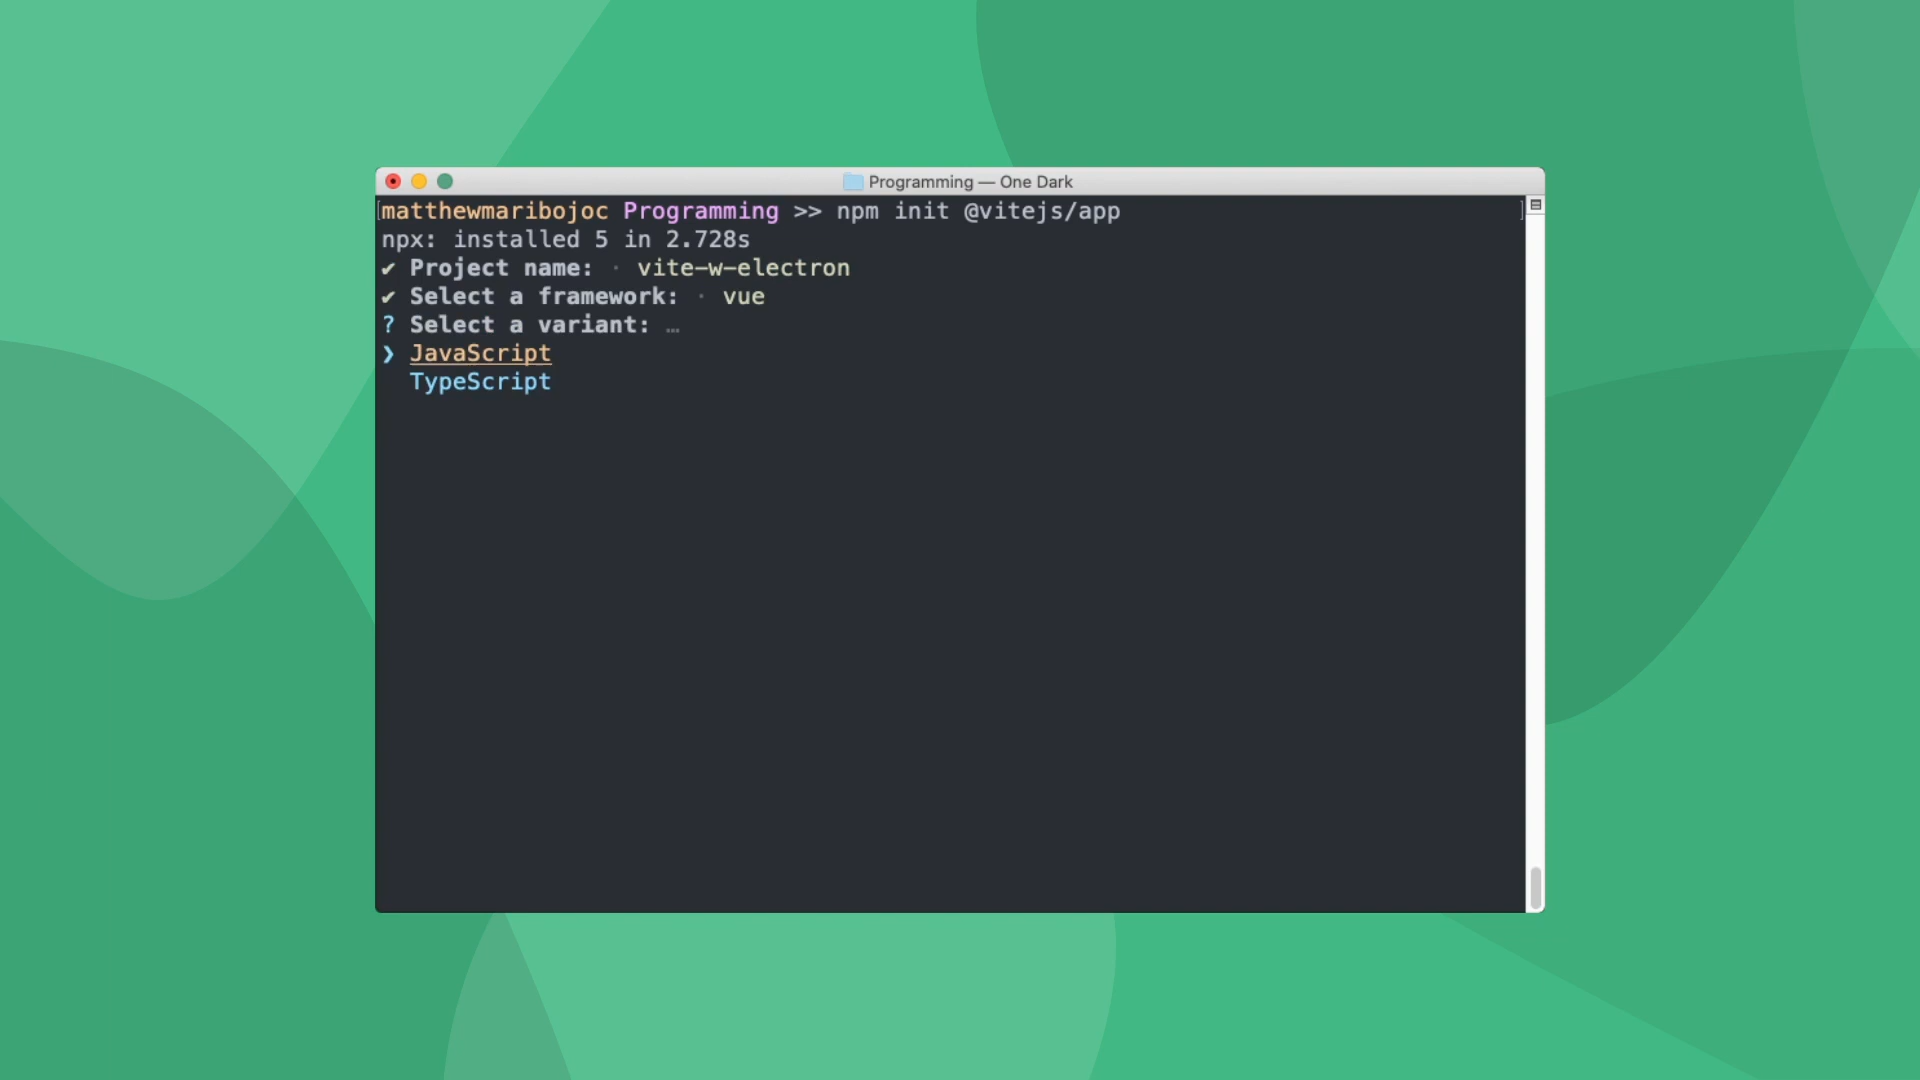 Programming — One Dark
[matthewmaribojoc Programming >> npm init @vitejs/app ]
npx: installed 5 in 2.728s
✔ Project name: · vite-w-electron
✔ Select a framework: · vue
? Select a variant: …
❯ JavaScript
TypeScript